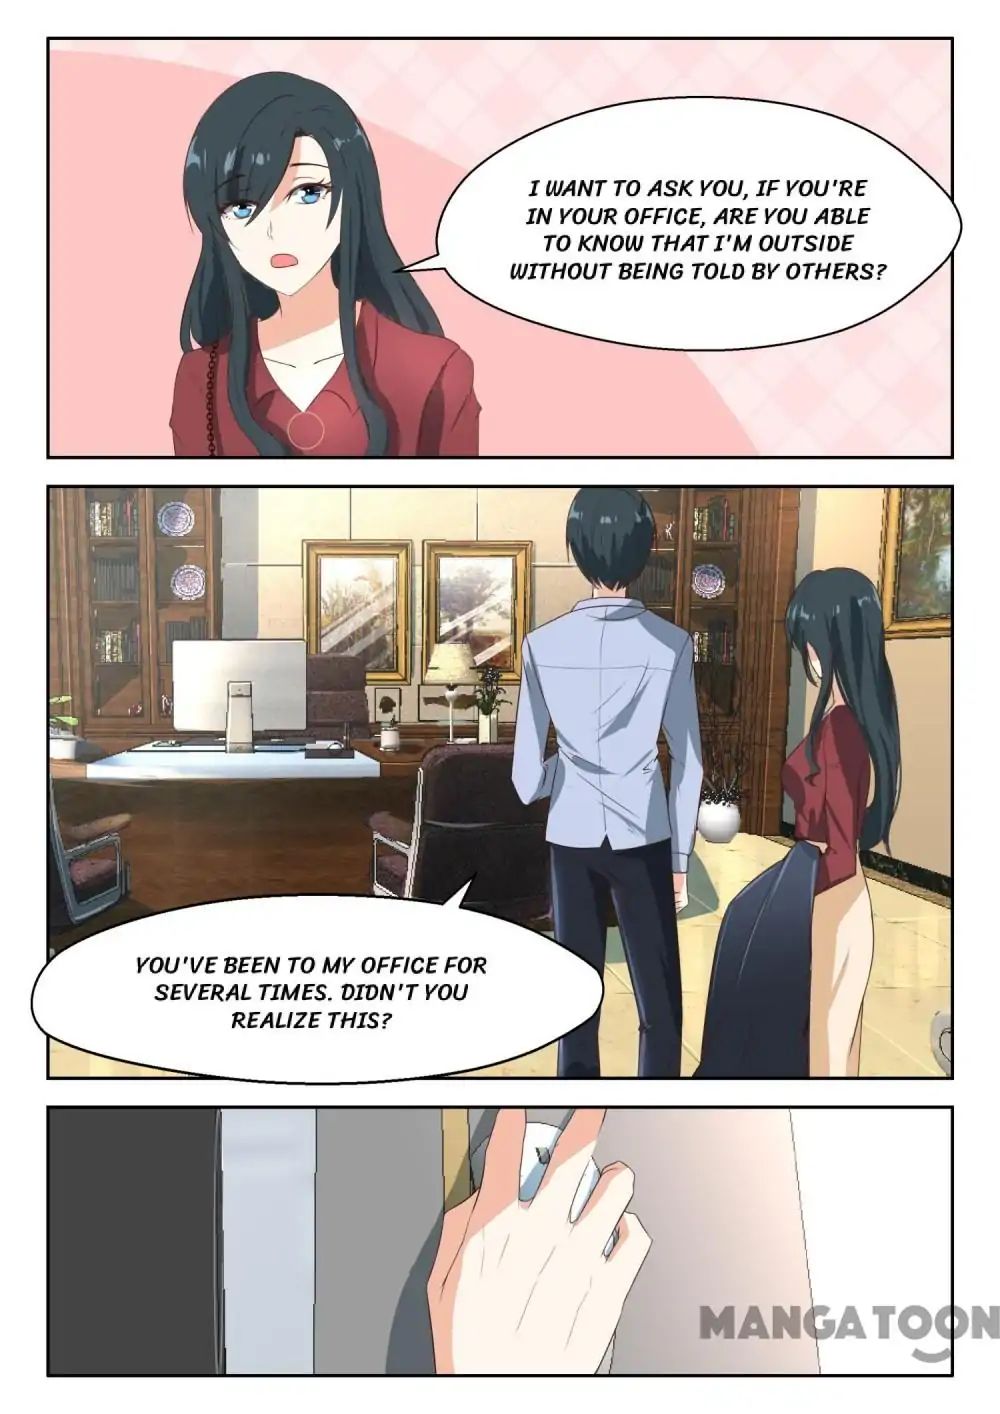 I WANT TO ASK YOU, IF YOU'RE
IN YOUR OFFICE, ARE YOU ABLE
TO KNOW THAT I'M OUTSIDE
WITHOUT BEING TOLD BY OTHERS?
YOU'VE BEEN TO MY OFFICE FOR
SEVERAL TIMES. DIDN'T YOU
REALIZE THIS?
MANGATOON